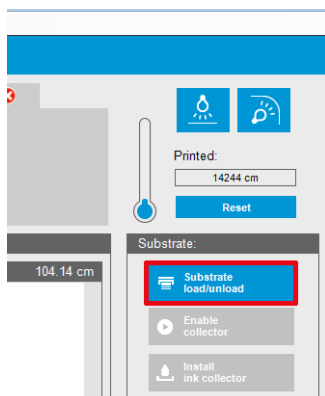 Printed:
14244 cm
Reset
Substrate:
104.14 cm
Substrate
load/unload
Enable
collector
Install
ink collector